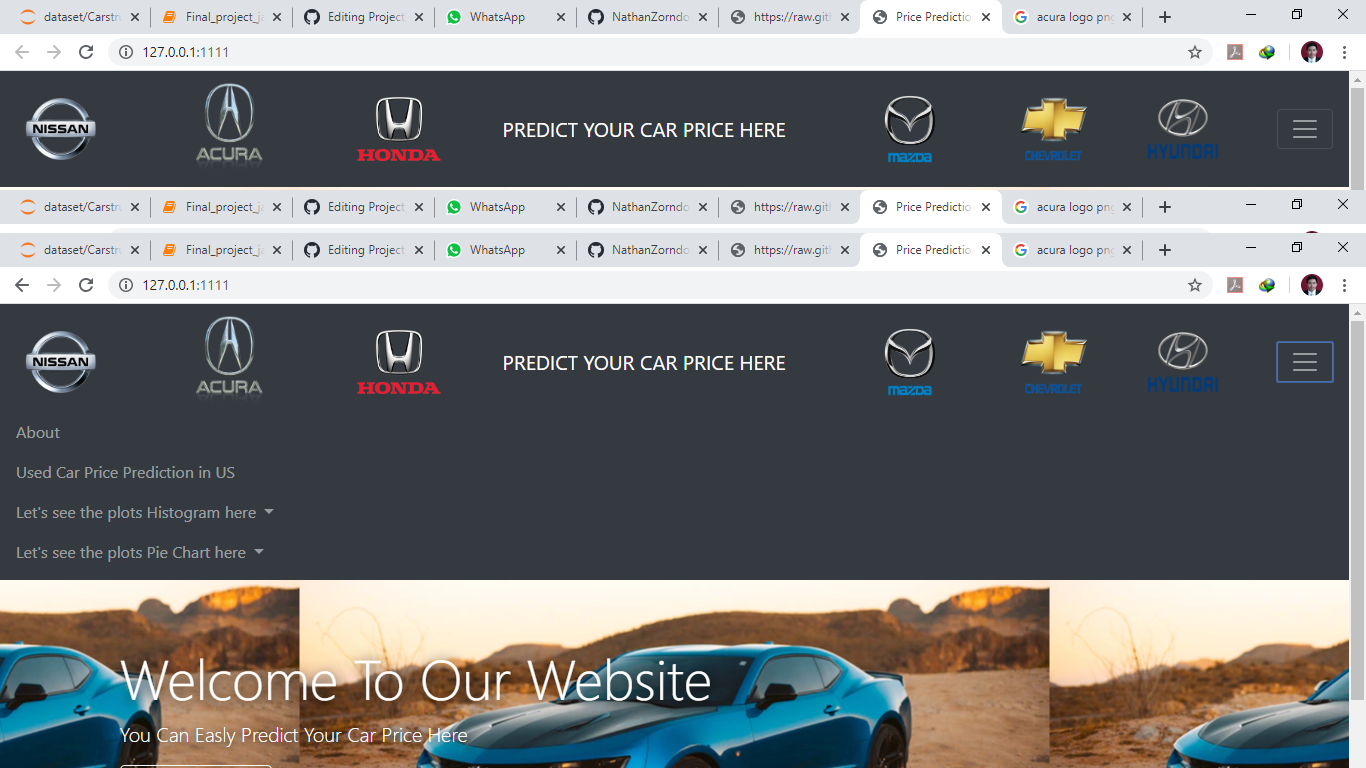 dataset/Carstru Final_project_ja Editing Project WhatsApp NathanZorndo https://raw.gith Price Predictio acura logo png
127.0.0.1:1111
NISSAN ACURA HONDA PREDICT YOUR CAR PRICE HERE mazda CHEVROLET HYUNDAI
dataset/Carstru Final_project_ja Editing Project WhatsApp NathanZorndo https://raw.gith Price Predictio acura logo png
dataset/Carstru Final_project_ja Editing Project WhatsApp NathanZorndo https://raw.gith Price Predictio acura logo png
127.0.0.1:1111
NISSAN ACURA HONDA PREDICT YOUR CAR PRICE HERE mazda CHEVROLET HYUNDAI
About
Used Car Price Prediction in US
Let's see the plots Histogram here
Let's see the plots Pie Chart here
Welcome To Our Website
You Can Easly Predict Your Car Price Here